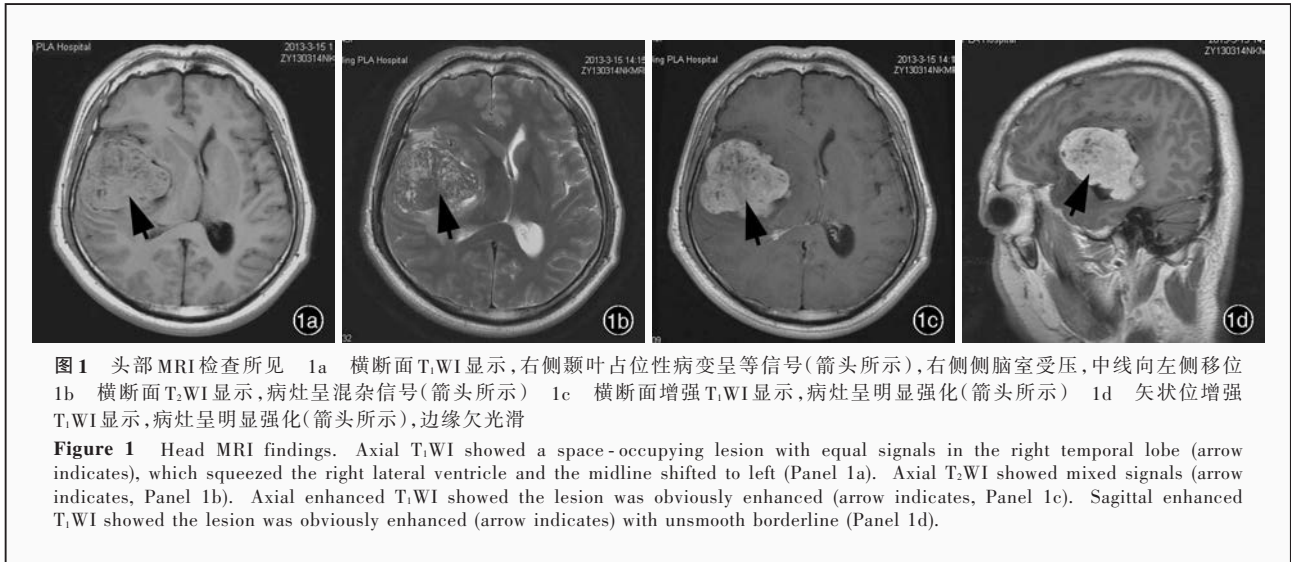 ng PLA Hospital
2013-3-15 1
ZY130314NKMR
1a
ling PLA Hospital
2013-3-15 14:15
ZY130314NKMRI
32
1b
ling PLA Hospital
2013-3-15 14:1
ZY130314NKM
09
1c
2013-3-15 14
ZY130314NKM
1d
图1 头部MRI检查所见 1a 横断面T₁WI显示,右侧颞叶占位性病变呈等信号(箭头所示),右侧侧脑室受压,中线向左侧移位
1b 横断面T₂WI显示,病灶呈混杂信号(箭头所示) 1c 横断面增强T₁WI显示,病灶呈明显强化(箭头所示) 1d 矢状位增强
T₁WI显示,病灶呈明显强化(箭头所示),边缘欠光滑
Figure 1 Head MRI findings. Axial T₁WI showed a space-occupying lesion with equal signals in the right temporal lobe (arrow
indicates), which squeezed the right lateral ventricle and the midline shifted to left (Panel 1a). Axial T₂WI showed mixed signals (arrow
indicates, Panel 1b). Axial enhanced T₁WI showed the lesion was obviously enhanced (arrow indicates, Panel 1c). Sagittal enhanced
T₁WI showed the lesion was obviously enhanced (arrow indicates) with unsmooth borderline (Panel 1d).